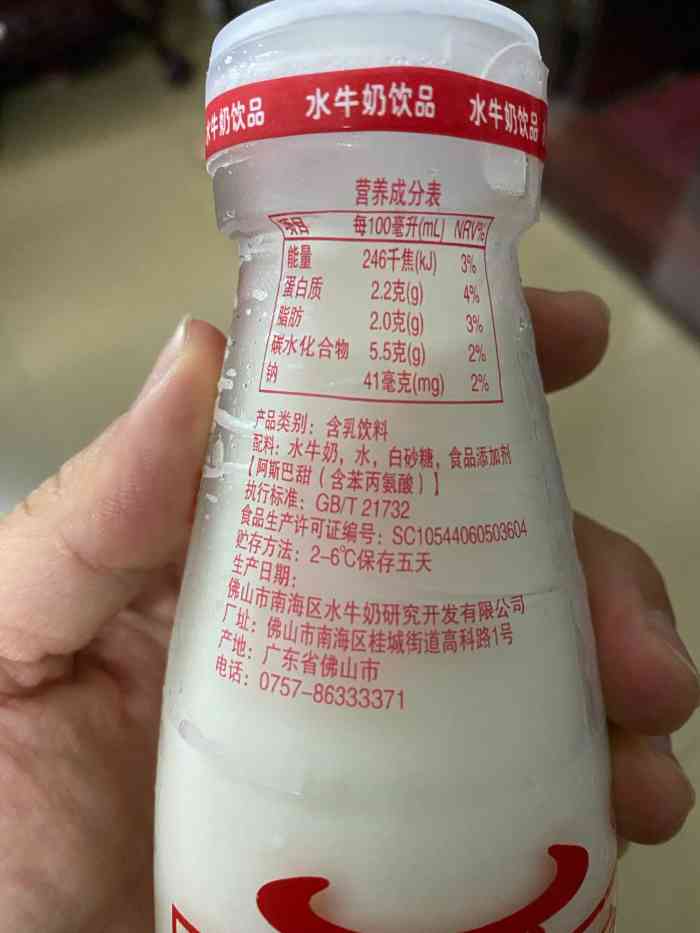 水牛奶饮品 水牛奶饮品 水牛奶饮品
营养成分表
项目 每100毫升(mL) NRV%
能量 246千焦(kJ) 3%
蛋白质 2.2克(g) 4%
脂肪 2.0克(g) 3%
碳水化合物 5.5克(g) 2%
钠 41毫克(mg) 2%
产品类别：含乳饮料
配料：水牛奶，水，白砂糖，食品添加剂
【阿斯巴甜（含苯丙氨酸）】
执行标准：GB/T 21732
食品生产许可证编号：SC10544060503604
贮存方法：2-6℃保存五天
生产日期：
佛山市南海区水牛奶研究开发有限公司
厂址：佛山市南海区桂城街道高科路1号
产地：广东省佛山市
电话：0757-86333371